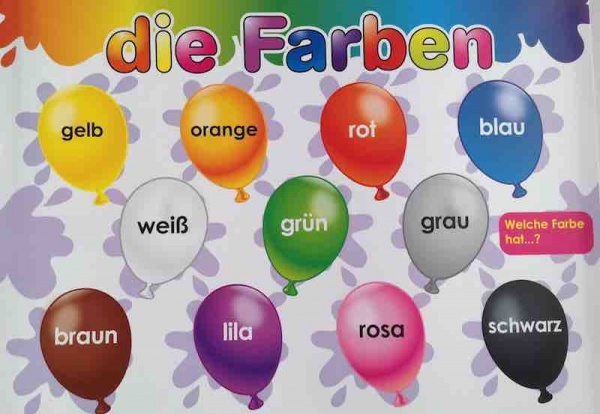 die Farben
gelb
orange
rot
blau
weiß
grün
grau
Welche Farbe
hat...?
braun
lila
rosa
schwarz